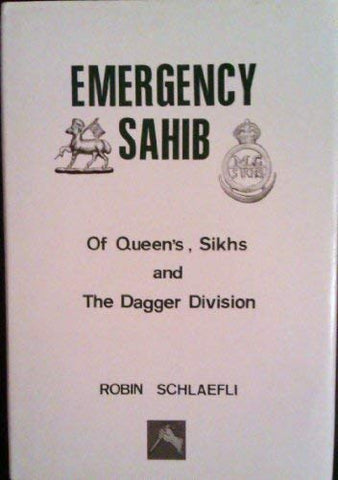 EMERGENCY
SAHIB
Of Queen's, Sikhs
and
The Dagger Division
ROBIN SCHLAEFLI